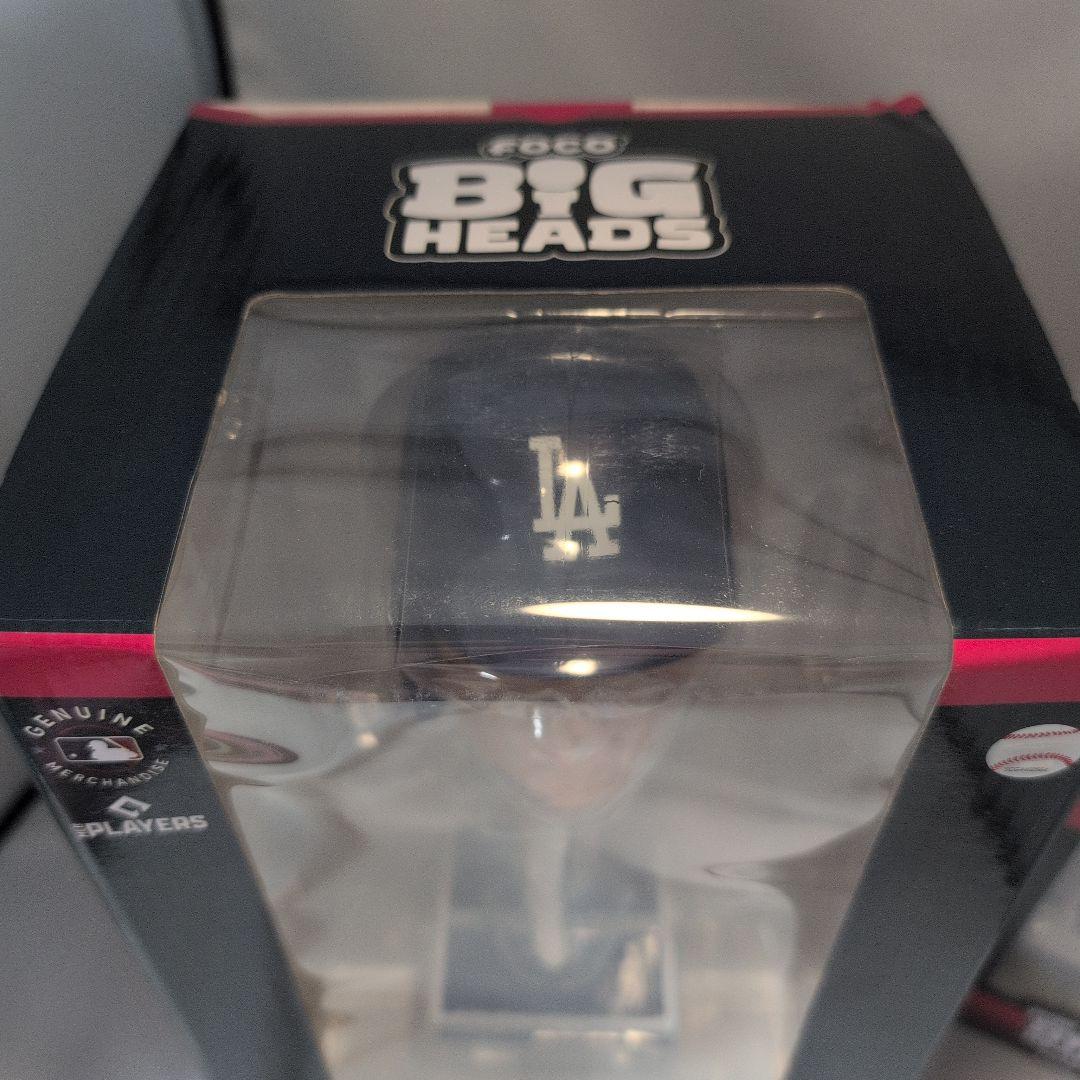 FOCO
BIG
HEADS
LA
GENUINE
MERCHANDISE
PLAYERS